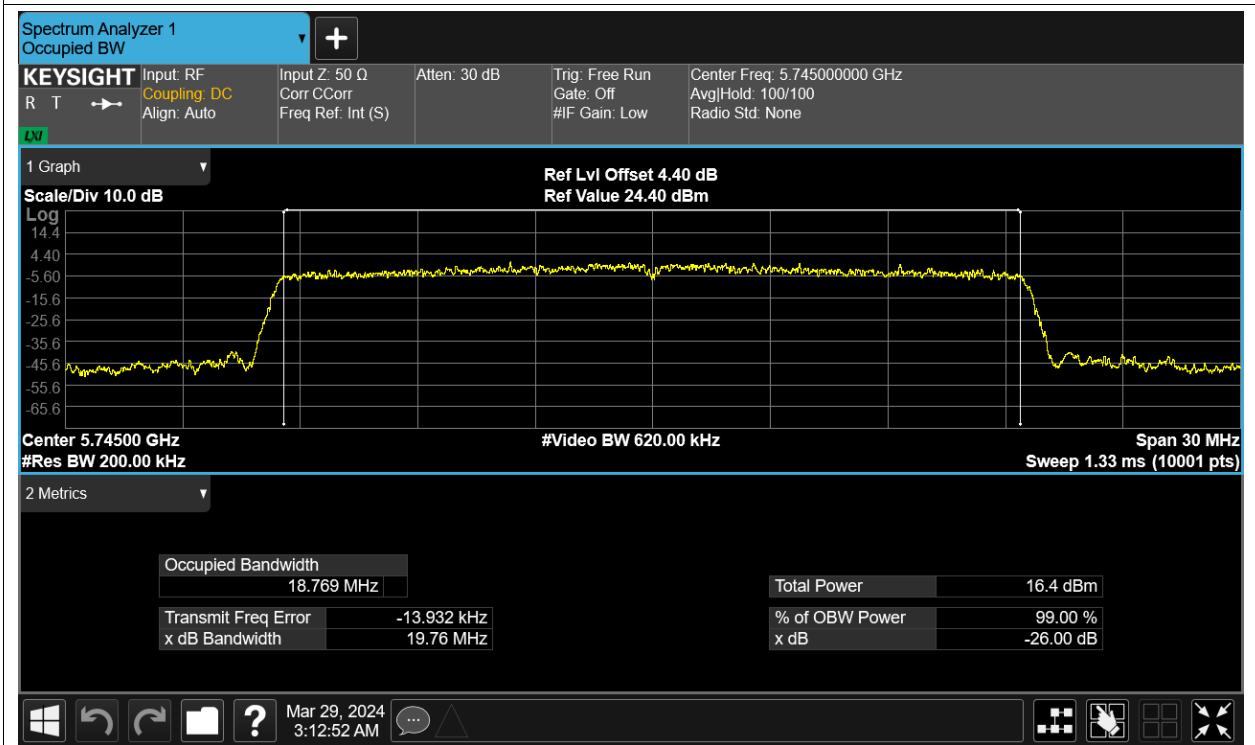 Spectrum Analyzer 1
Occupied BW
KEYSIGHT
R T
LXI
Input: RF
Coupling: DC
Align: Auto
Input Z: 50 Ω
Corr CCorr
Freq Ref: Int (S)
Atten: 30 dB
Trig: Free Run
Gate: Off
#IF Gain: Low
Center Freq: 5.745000000 GHz
Avg|Hold: 100/100
Radio Std: None
1 Graph
Scale/Div 10.0 dB
Ref Lvl Offset 4.40 dB
Ref Value 24.40 dBm
Log
14.4
4.40
-5.60
-15.6
-25.6
-35.6
-45.6
-55.6
-65.6
Center 5.74500 GHz
#Res BW 200.00 kHz
#Video BW 620.00 kHz
Span 30 MHz
Sweep 1.33 ms (10001 pts)
2 Metrics
Occupied Bandwidth
18.769 MHz
Transmit Freq Error -13.932 kHz
x dB Bandwidth 19.76 MHz
Total Power 16.4 dBm
% of OBW Power 99.00 %
x dB -26.00 dB
?
Mar 29, 2024
3:12:52 AM